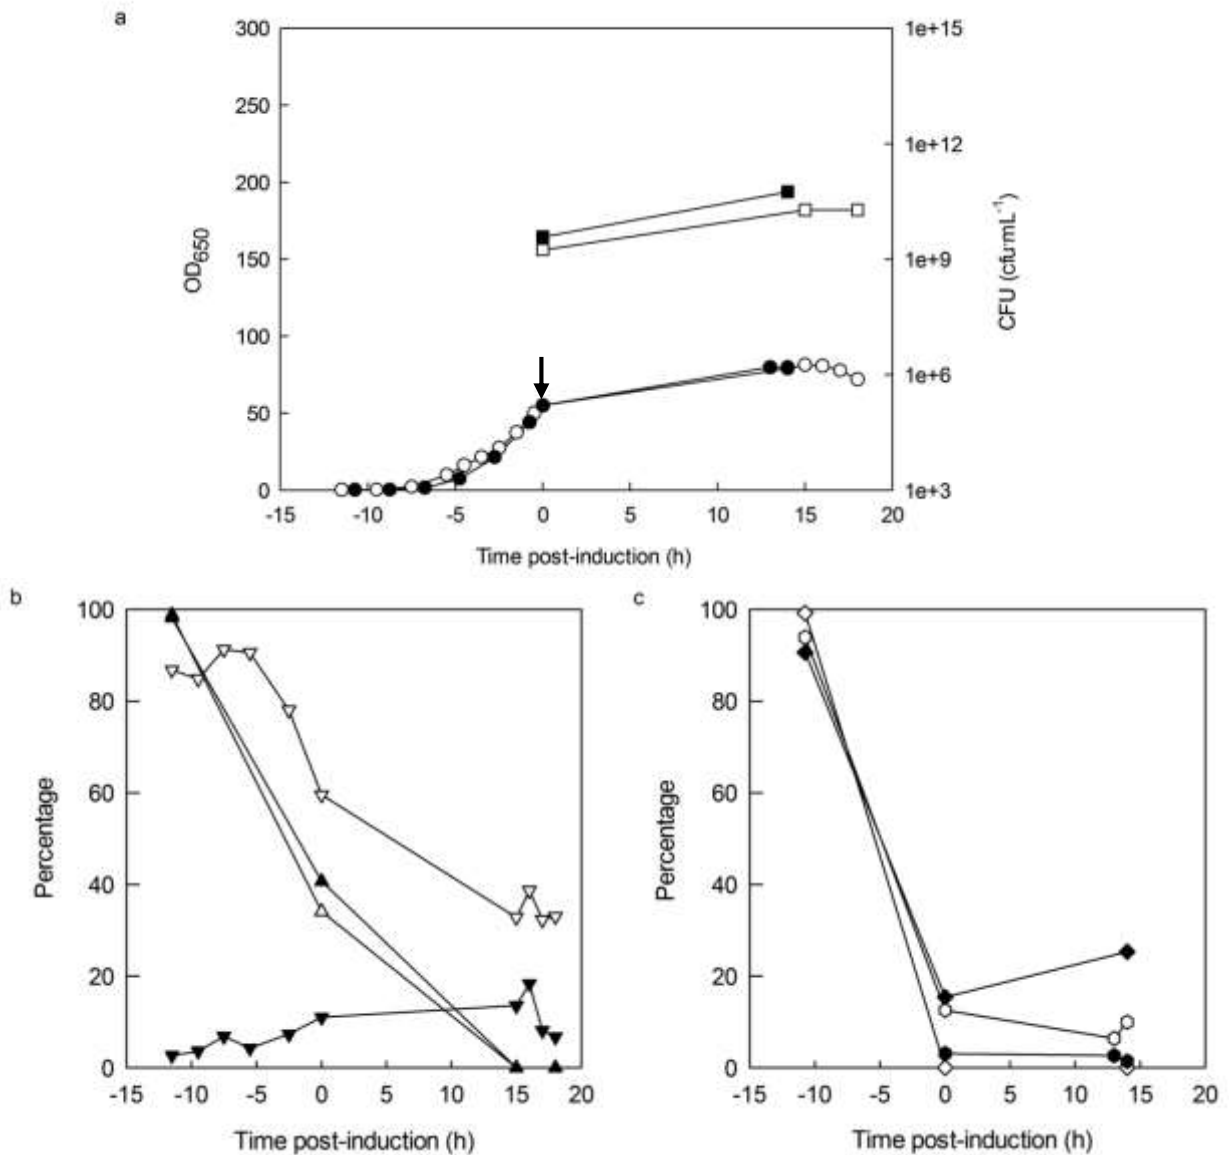 a
300
250
200
150
100
50
0
OD650
1e+15
1e+12
1e+9
1e+6
1e+3
CFU (cfu·mL-1)
-15 -10 -5 0 5 10 15 20
Time post-induction (h)
b
100
80
60
40
20
0
Percentage
-15 -10 -5 0 5 10 15 20
Time post-induction (h)
c
100
80
60
40
20
0
Percentage
-15 -10 -5 0 5 10 15 20
Time post-induction (h)